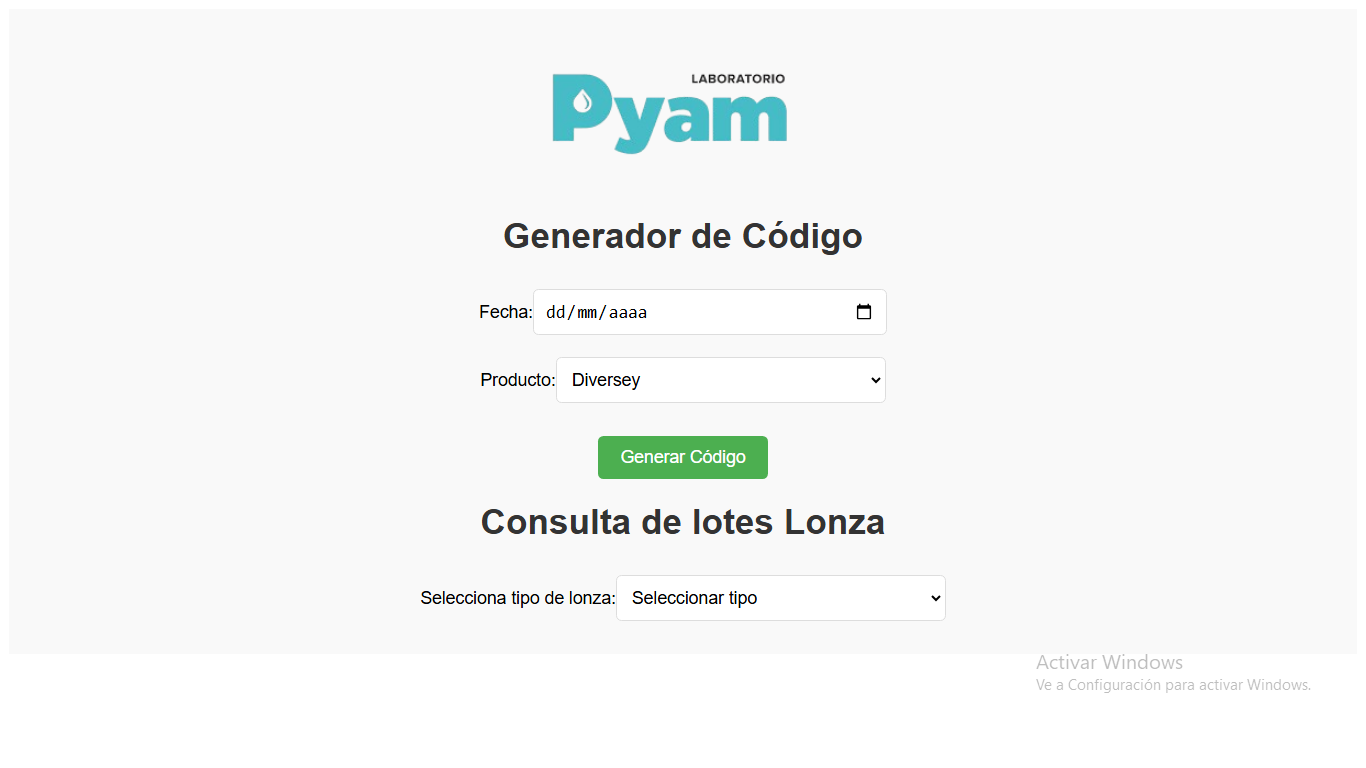 LABORATORIO
Pyam
Generador de Código
Fecha: dd/mm/aaaa
Producto: Diversey
Generar Código
Consulta de lotes Lonza
Selecciona tipo de lonza: Seleccionar tipo
Activar Windows
Ve a Configuración para activar Windows.